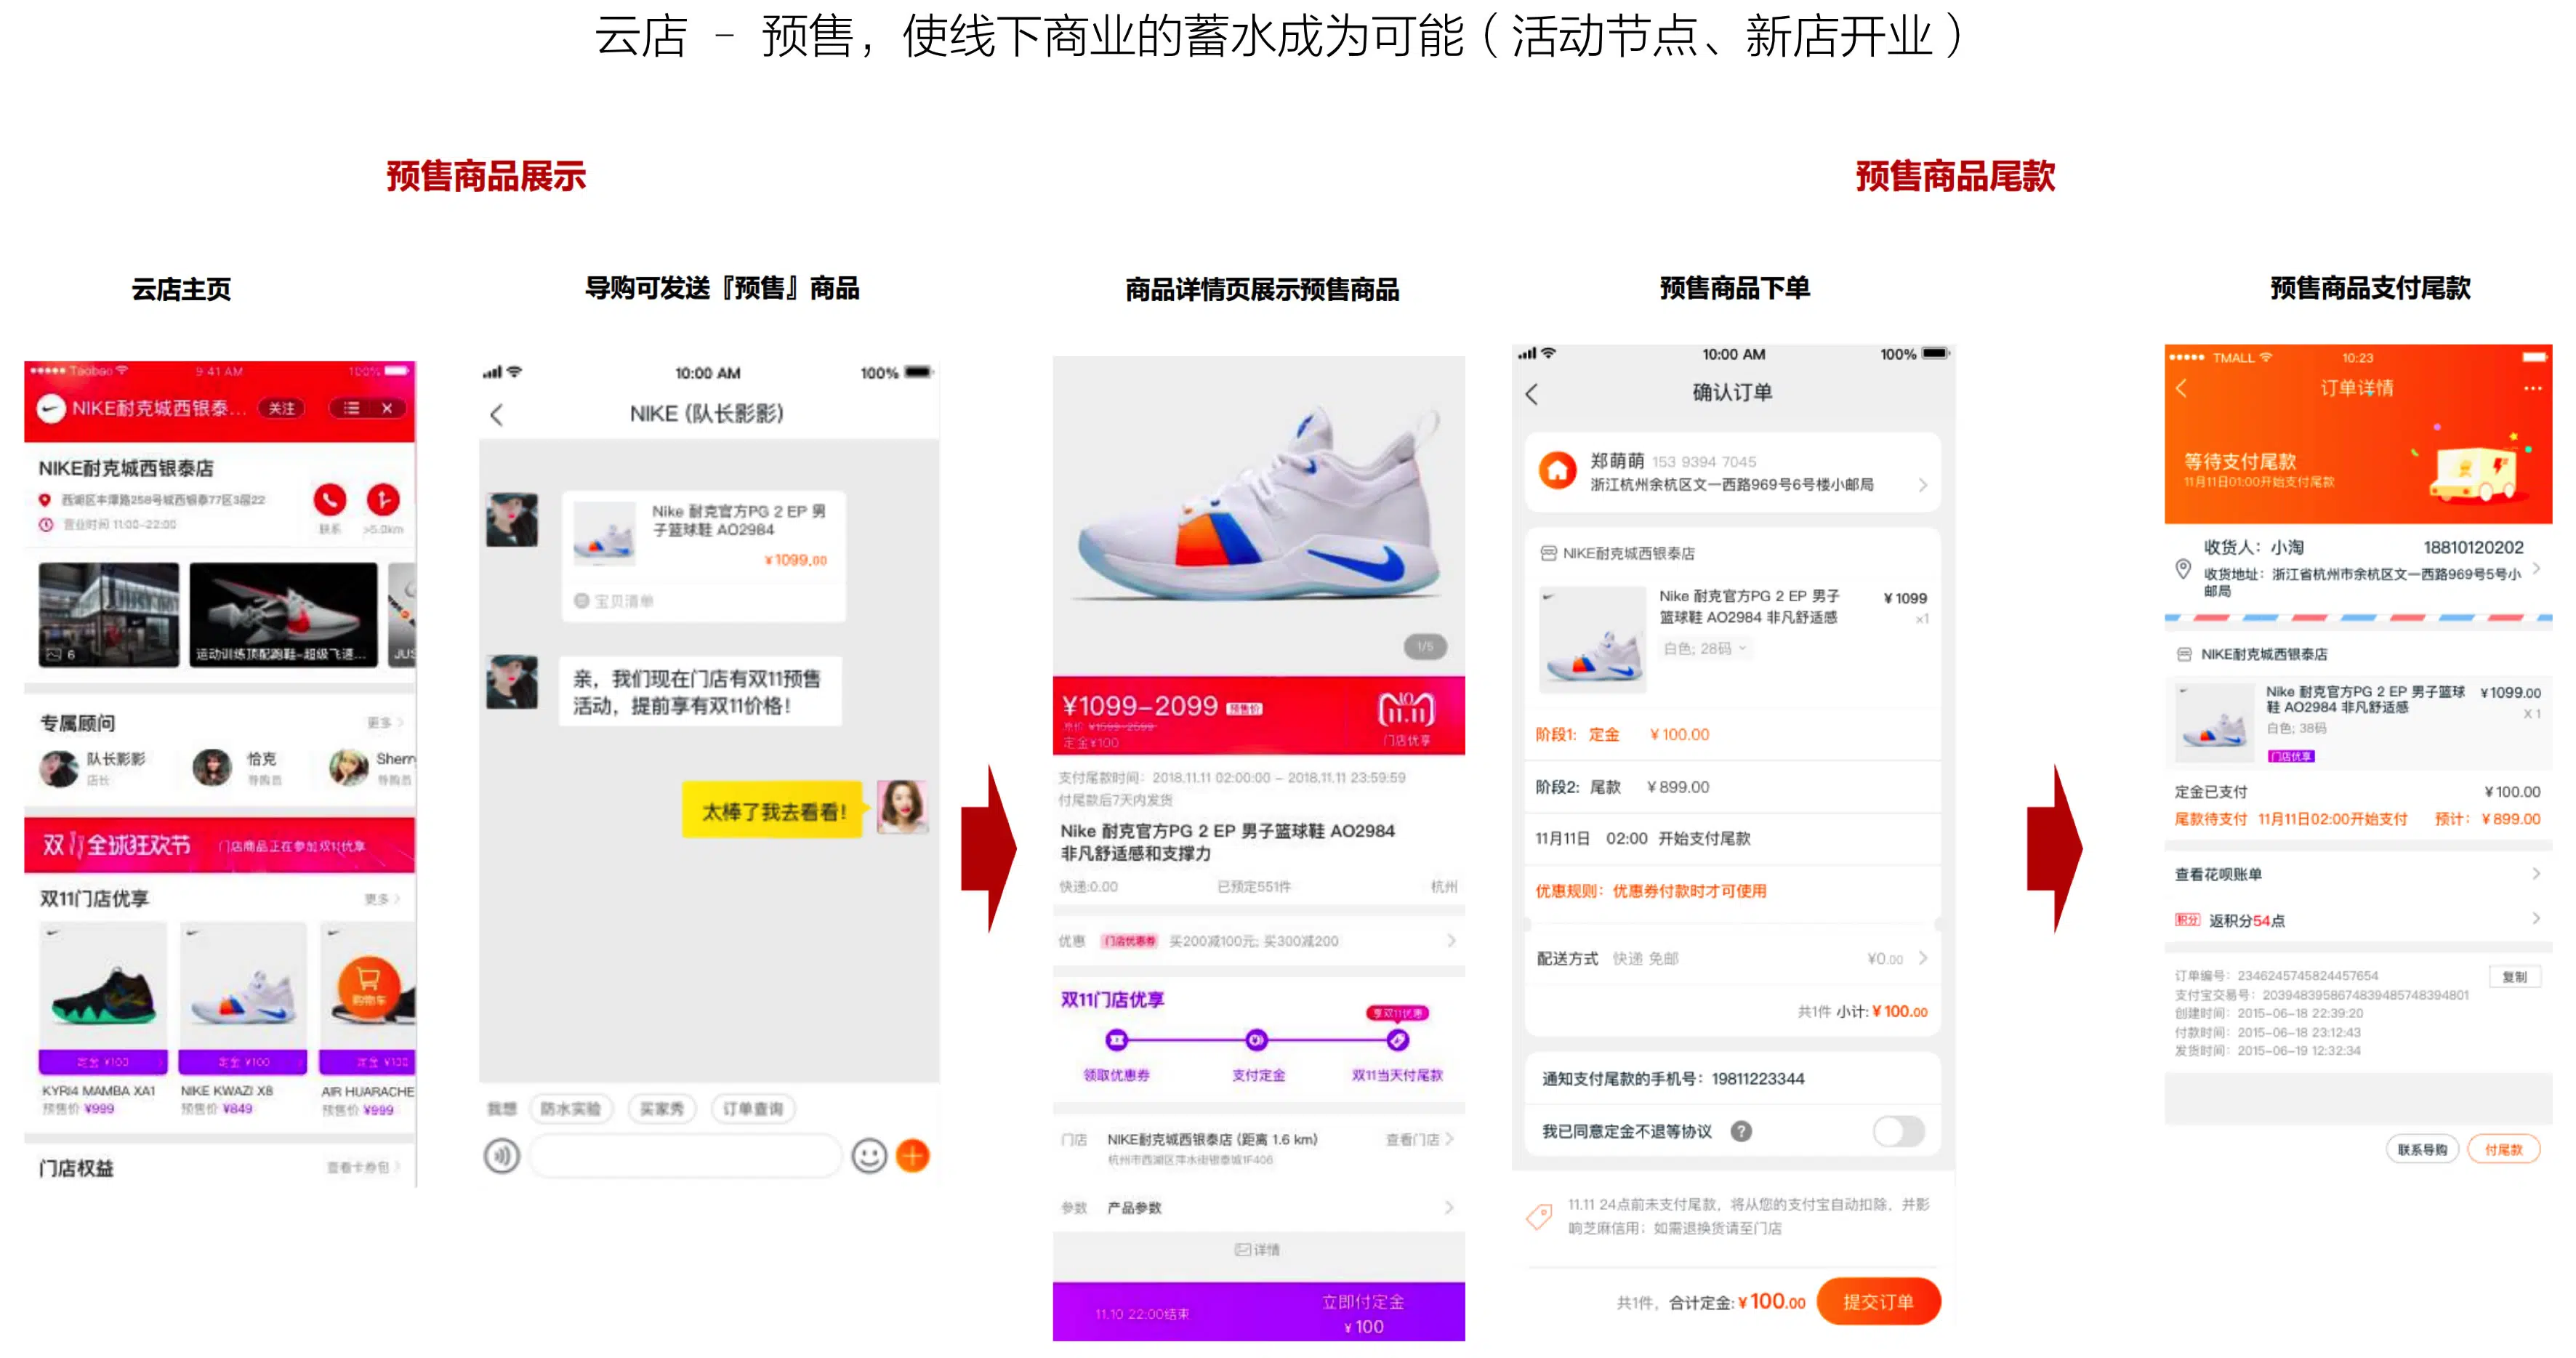 云店 - 预售，使线下商业的蓄水成为可能（活动节点、新店开业）
预售商品展示
预售商品尾款
云店主页
导购可发送『预售』商品
商品详情页展示预售商品
预售商品下单
预售商品支付尾款
Taobao
9:41 AM
100%
NIKE耐克城西银泰...
关注
NIKE耐克城西银泰店
西湖区丰潭路258号城西银泰77区3层22
营业时间 11:00-22:00
联系
>5.0km
6
运动训练顶配跑鞋-超级飞速...
JUS
专属顾问
更多
队长影影
店长
恰克
导购员
Sherr
导购员
双11全球狂欢节
门店商品正在参加双11优享
双11门店优享
更多
购物车
定金 ¥100
定金 ¥100
定金 ¥100
KYRI4 MAMBA XA1
预售价 ¥999
NIKE KWAZI X8
预售价 ¥849
AIR HUARACHE
预售价 ¥999
门店权益
查看卡券包
10:00 AM
100%
NIKE (队长影影)
Nike 耐克官方PG 2 EP 男
子篮球鞋 AO2984
¥1099.00
宝贝清单
亲，我们现在门店有双11预售
活动，提前享有双11价格！
太棒了我去看看！
我想
防水实验
买家秀
订单查询
1/5
¥1099-2099 预售价
原价 ¥1599-2599
定金¥100
11.11
门店优享
支付尾款时间：2018.11.11 02:00:00 - 2018.11.11 23:59:59
付尾款后7天内发货
Nike 耐克官方PG 2 EP 男子篮球鞋 AO2984
非凡舒适感和支撑力
快递:0.00
已预定551件
杭州
优惠 门店优惠券 买200减100元; 买300减200
双11门店优享
享双11优惠
领取优惠券
支付定金
双11当天付尾款
门店 NIKE耐克城西银泰店 (距离 1.6 km) 查看门店
杭州市西湖区萍水街银泰城1F406
参数 产品参数
详情
11.10 22:00结束
立即付定金
¥ 100
10:00 AM
100%
确认订单
郑萌萌 153 9394 7045
浙江杭州余杭区文一西路969号6号楼小邮局
NIKE耐克城西银泰店
Nike 耐克官方PG 2 EP 男子
篮球鞋 AO2984 非凡舒适感
¥ 1099
×1
白色; 28码
阶段1: 定金 ¥ 100.00
阶段2: 尾款 ¥ 899.00
11月11日 02:00 开始支付尾款
优惠规则：优惠券付款时才可使用
配送方式 快递 免邮 ¥0.00
共1件 小计: ¥ 100.00
通知支付尾款的手机号：19811223344
我已同意定金不退等协议 ?
11.11 24点前未支付尾款，将从您的支付宝自动扣除，并影
响芝麻信用；如需退换货请至门店
共1件，合计定金: ¥ 100.00
提交订单
TMALL
10:23
订单详情
等待支付尾款
11月11日01:00开始支付尾款
收货人：小淘 18810120202
收货地址：浙江省杭州市余杭区文一西路969号5号小
邮局
NIKE耐克城西银泰店
Nike 耐克官方PG 2 EP 男子篮球
鞋 AO2984 非凡舒适感
¥1099.00
X 1
白色; 38码
门店优享
定金已支付 ¥ 100.00
尾款待支付 11月11日02:00开始支付 预计：¥ 899.00
查看花呗账单
积分 返积分54点
订单编号：2346245745824457654
复制
支付宝交易号：20394839586748394857483948​01
创建时间：2015-06-18 22:39:20
付款时间：2015-06-18 23:12:43
发货时间：2015-06-19 12:32:34
联系导购
付尾款